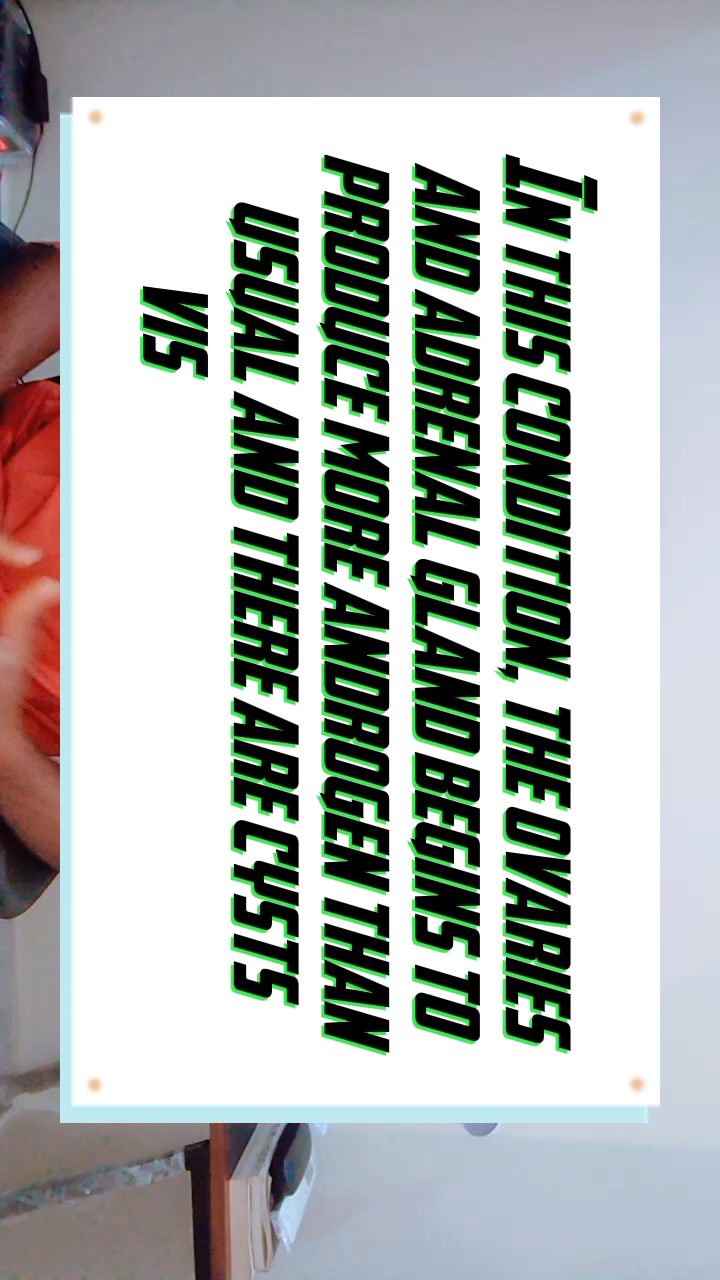 In this condition, the ovaries
and adrenal gland begins to
produce more androgen than
usual and there are cysts
vis